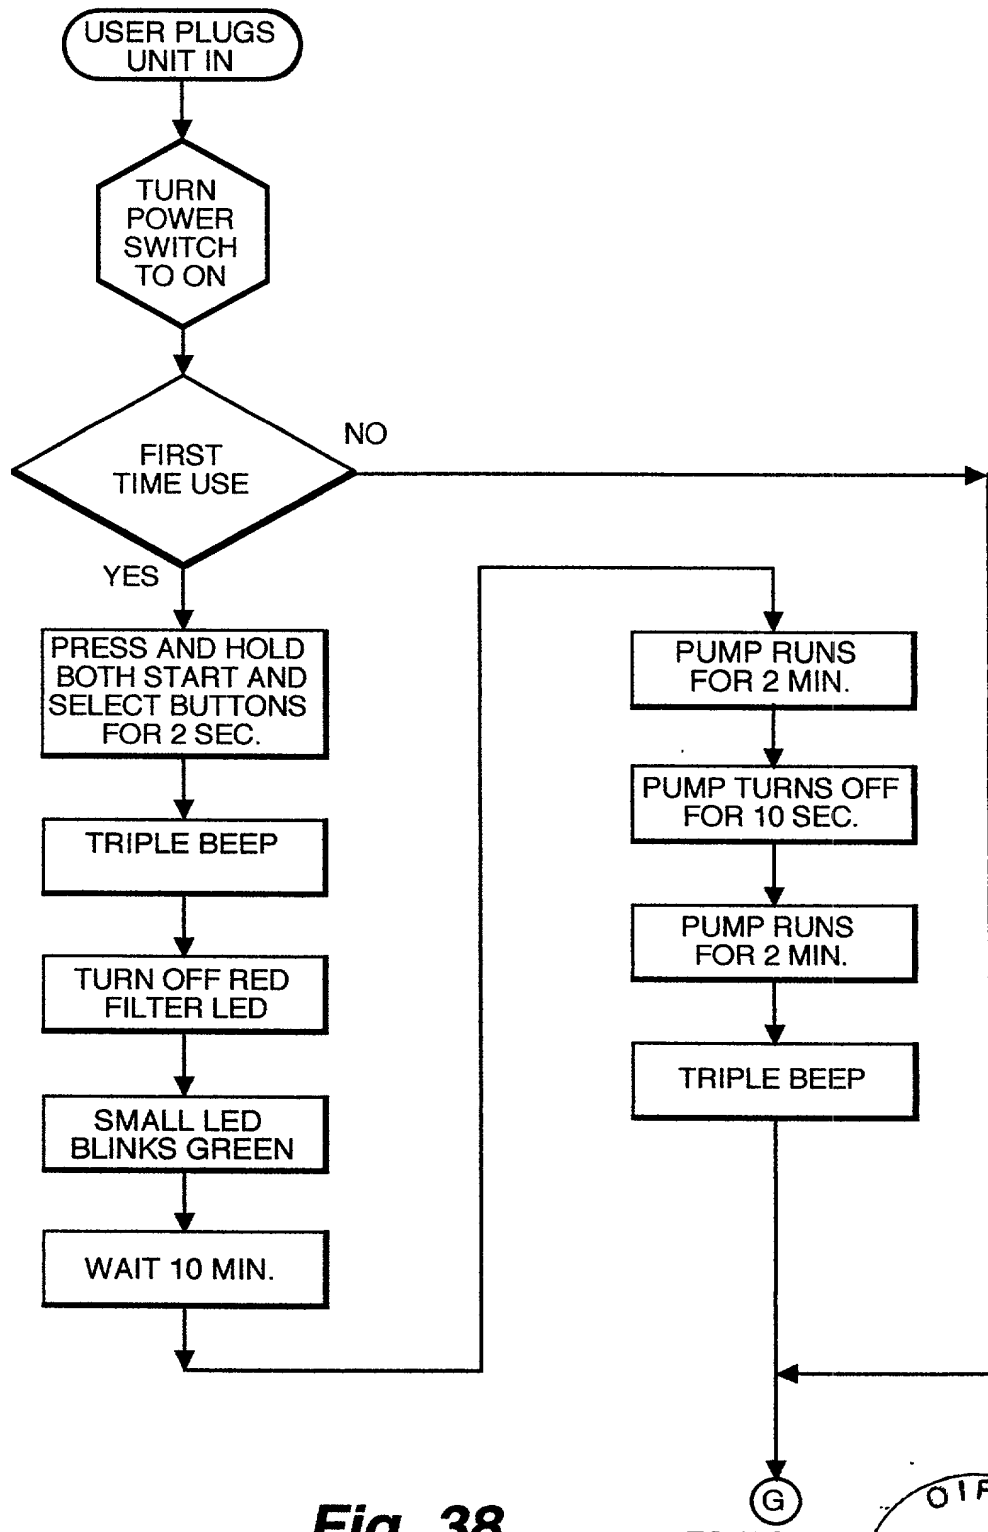 USER PLUGS
UNIT IN
TURN
POWER
SWITCH
TO ON
FIRST
TIME USE
NO
YES
PRESS AND HOLD
BOTH START AND
SELECT BUTTONS
FOR 2 SEC.
TRIPLE BEEP
TURN OFF RED
FILTER LED
SMALL LED
BLINKS GREEN
WAIT 10 MIN.
PUMP RUNS
FOR 2 MIN.
PUMP TURNS OFF
FOR 10 SEC.
PUMP RUNS
FOR 2 MIN.
TRIPLE BEEP
G
Fig. 38